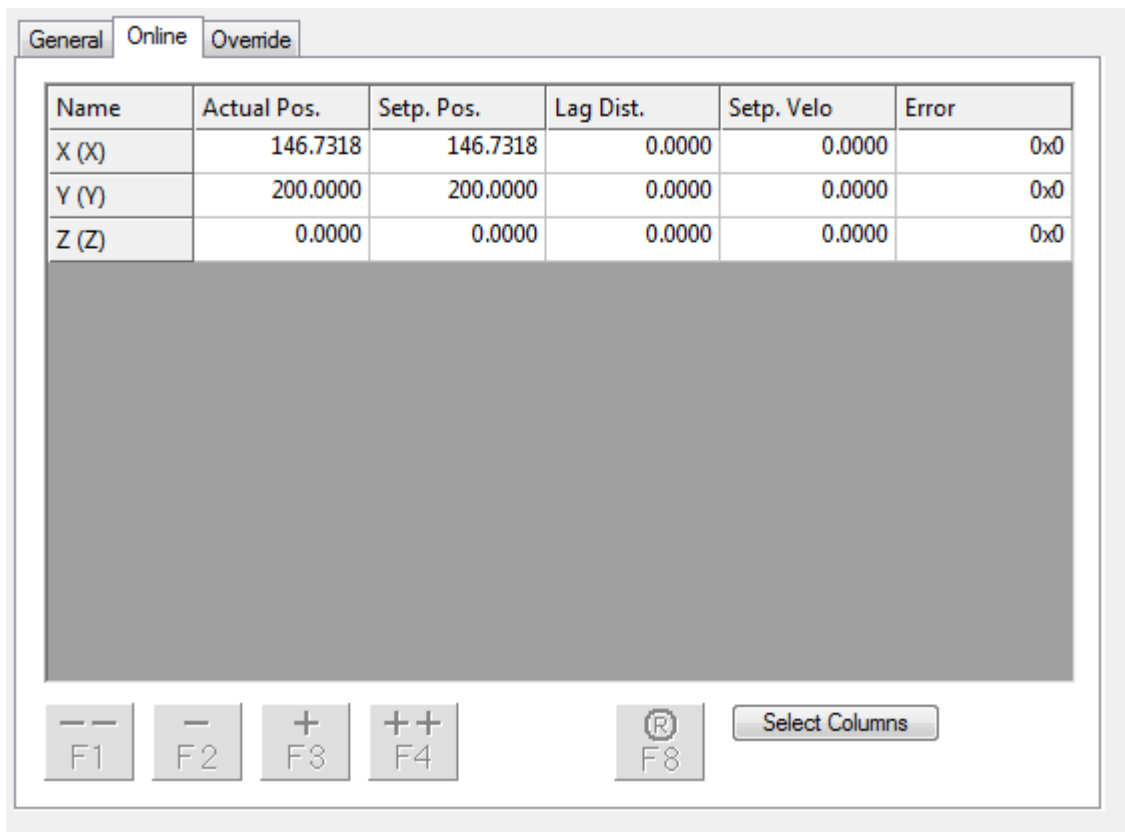 General Online Override
Name Actual Pos. Setp. Pos. Lag Dist. Setp. Velo Error
X (X) 146.7318 146.7318 0.0000 0.0000 0x0
Y (Y) 200.0000 200.0000 0.0000 0.0000 0x0
Z (Z) 0.0000 0.0000 0.0000 0.0000 0x0
-- - + ++ ® Select Columns
F1 F2 F3 F4 F8